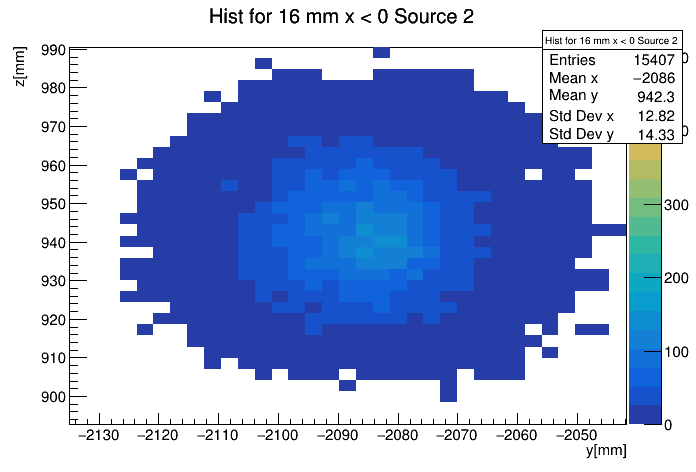 Hist for 16 mm x < 0 Source 2
z[mm]
990
980
970
960
950
940
930
920
910
900
Hist for 16 mm x < 0 Source 2
Entries 15407
Mean x −2086
Mean y 942.3
Std Dev x 12.82
Std Dev y 14.33
300
200
100
0
−2130 −2120 −2110 −2100 −2090 −2080 −2070 −2060 −2050
y[mm]